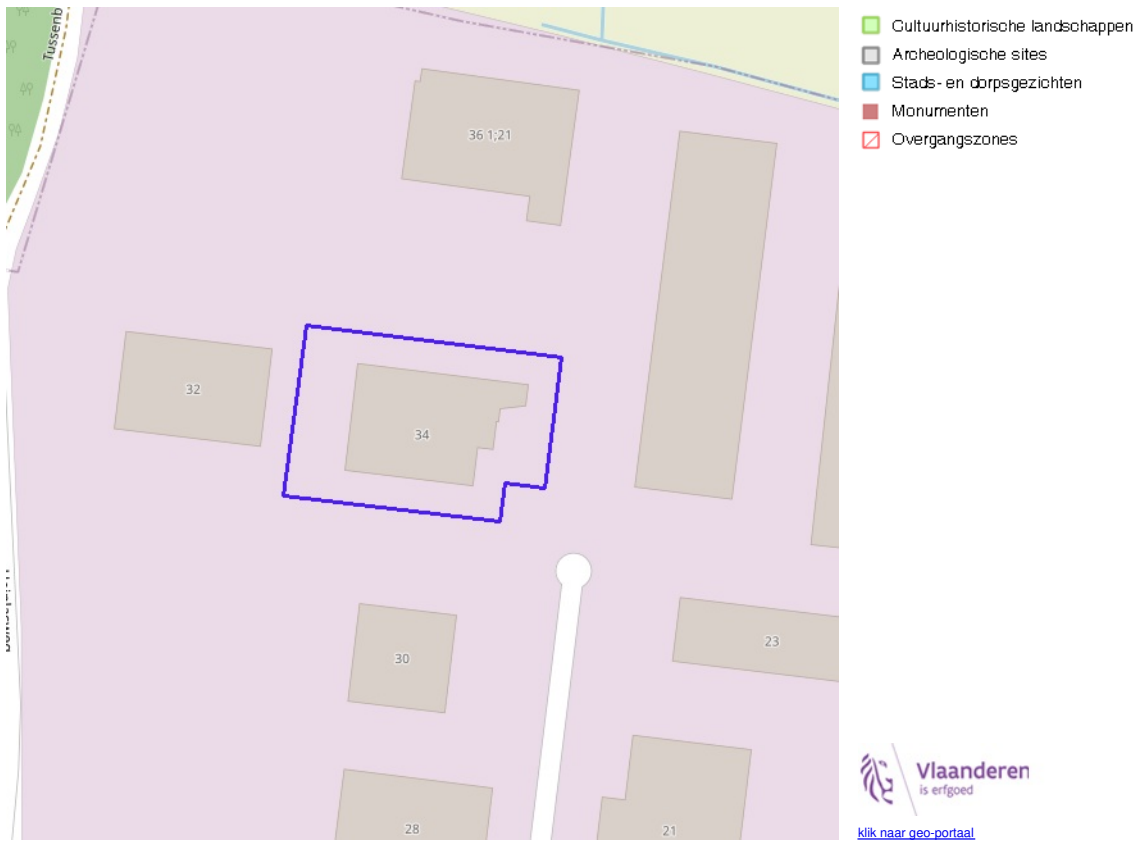 Tussenb
36 1;21
32
34
30
23
28
21
Cultuurhistorische landschappen
Archeologische sites
Stads- en dorpsgezichten
Monumenten
Overgangszones
Vlaanderen
is erfgoed
klik naar geo-portaal